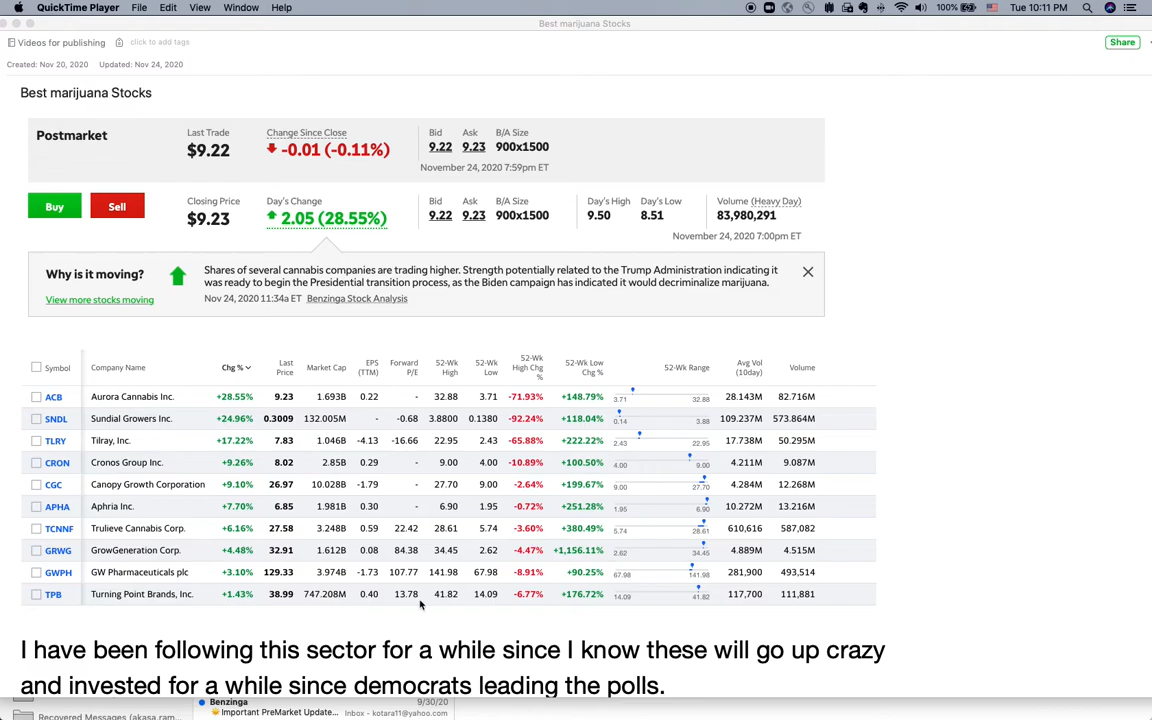 QuickTime Player File Edit View Window Help 100% Tue 10:11 PM
Best marijuana Stocks
Videos for publishing click to add tags Share
Created: Nov 20, 2020 Updated: Nov 24, 2020
Best marijuana Stocks
Postmarket Last Trade Change Since Close Bid Ask B/A Size
$9.22 -0.01 (-0.11%) 9.22 9.23 900x1500
November 24, 2020 7:59pm ET
Buy Sell Closing Price Day's Change Bid Ask B/A Size Day's High Day's Low Volume (Heavy Day)
$9.23 2.05 (28.55%) 9.22 9.23 900x1500 9.50 8.51 83,980,291
November 24, 2020 7:00pm ET
Why is it moving? Shares of several cannabis companies are trading higher. Strength potentially related to the Trump Administration indicating it
was ready to begin the Presidential transition process, as the Biden campaign has indicated it would decriminalize marijuana.
View more stocks moving Nov 24, 2020 11:34a ET Benzinga Stock Analysis
Symbol Company Name Chg % Last Price Market Cap EPS (TTM) Forward P/E 52-Wk High 52-Wk Low 52-Wk High Chg % 52-Wk Low Chg % 52-Wk Range Avg Vol (10day) Volume
ACB Aurora Cannabis Inc. +28.55% 9.23 1.693B 0.22 - 32.88 3.71 -71.93% +148.79% 3.71 32.88 28.143M 82.716M
SNDL Sundial Growers Inc. +24.96% 0.3009 132.005M - -0.68 3.8800 0.1380 -92.24% +118.04% 0.14 3.88 109.237M 573.864M
TLRY Tilray, Inc. +17.22% 7.83 1.046B -4.13 -16.66 22.95 2.43 -65.88% +222.22% 2.43 22.95 17.738M 50.295M
CRON Cronos Group Inc. +9.26% 8.02 2.85B 0.29 - 9.00 4.00 -10.89% +100.50% 4.00 9.00 4.211M 9.087M
CGC Canopy Growth Corporation +9.10% 26.97 10.028B -1.79 - 27.70 9.00 -2.64% +199.67% 9.00 27.70 4.284M 12.268M
APHA Aphria Inc. +7.70% 6.85 1.981B 0.30 - 6.90 1.95 -0.72% +251.28% 1.95 6.90 10.272M 13.216M
TCNNF Trulieve Cannabis Corp. +6.16% 27.58 3.248B 0.59 22.42 28.61 5.74 -3.60% +380.49% 5.74 28.61 610,616 587,082
GRWG GrowGeneration Corp. +4.48% 32.91 1.612B 0.08 84.38 34.45 2.62 -4.47% +1,156.11% 2.62 34.45 4.889M 4.515M
GWPH GW Pharmaceuticals plc +3.10% 129.33 3.974B -1.73 107.77 141.98 67.98 -8.91% +90.25% 67.98 141.98 281,900 493,514
TPB Turning Point Brands, Inc. +1.43% 38.99 747.208M 0.40 13.78 41.82 14.09 -6.77% +176.72% 14.09 41.82 117,700 111,881
I have been following this sector for a while since I know these will go up crazy
and invested for a while since democrats leading the polls.
Benzinga 9/30/20
Important PreMarket Update... Inbox - kotara11@yahoo.com
Recovered Messages (akasa.ram...